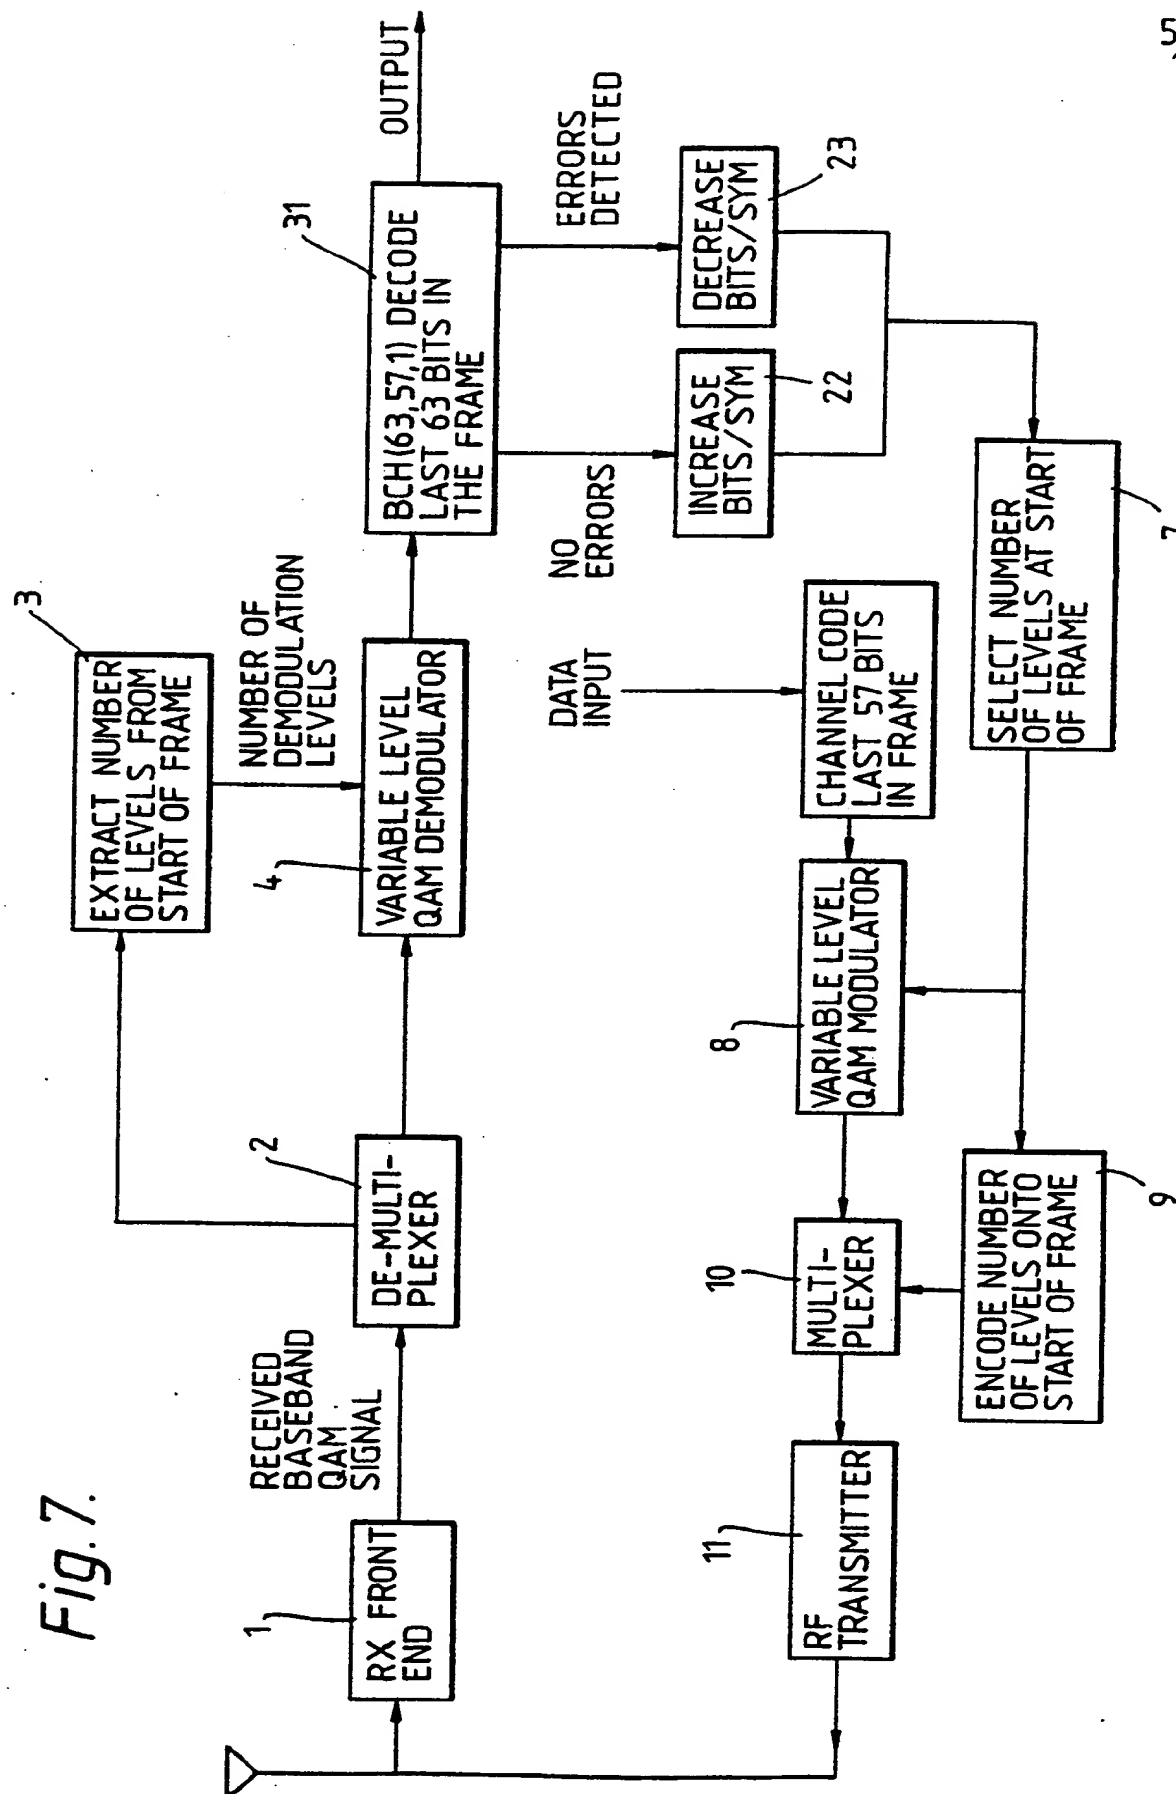 Fig.7.
1
RX FRONT
END
RECEIVED
BASEBAND
QAM
SIGNAL
2
DE-MULTI-
PLEXER
3
EXTRACT NUMBER
OF LEVELS FROM
START OF FRAME
NUMBER OF
DEMODULATION
LEVELS
4
VARIABLE LEVEL
QAM DEMODULATOR
31
BCH(63,57,1) DECODE
LAST 63 BITS IN
THE FRAME
OUTPUT
NO
ERRORS
ERRORS
DETECTED
INCREASE
BITS/SYM
22
DECREASE
BITS/SYM
23
DATA
INPUT
CHANNEL CODE
LAST 57 BITS
IN FRAME
SELECT NUMBER
OF LEVELS AT START
OF FRAME
7
8
VARIABLE LEVEL
QAM MODULATOR
10
MULTI-
PLEXER
ENCODE NUMBER
OF LEVELS ONTO
START OF FRAME
9
11
RF
TRANSMITTER